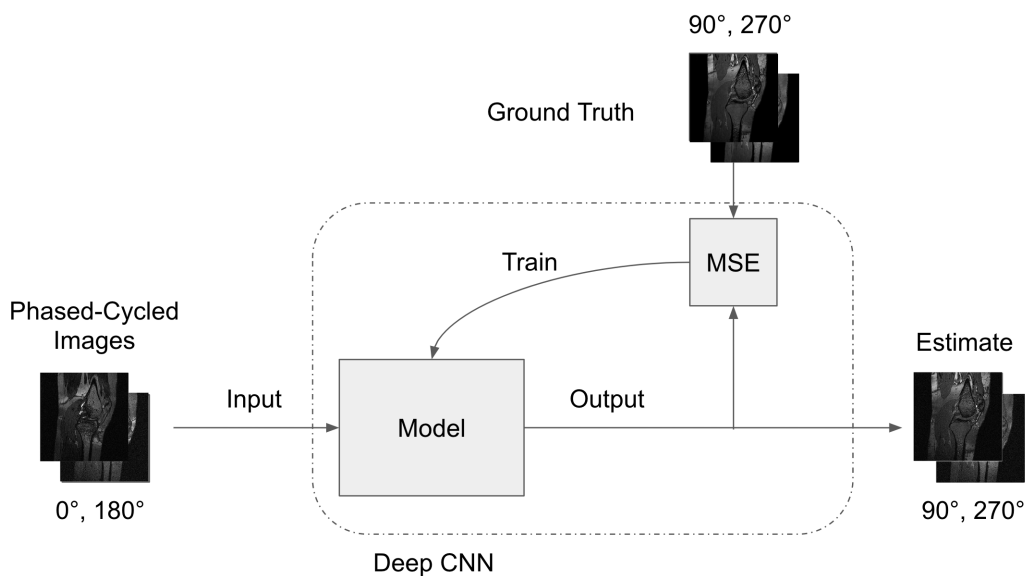 90°, 270°
Ground Truth
MSE
Train
Phased-Cycled
Images
Estimate
Input
Output
Model
0°, 180°
90°, 270°
Deep CNN